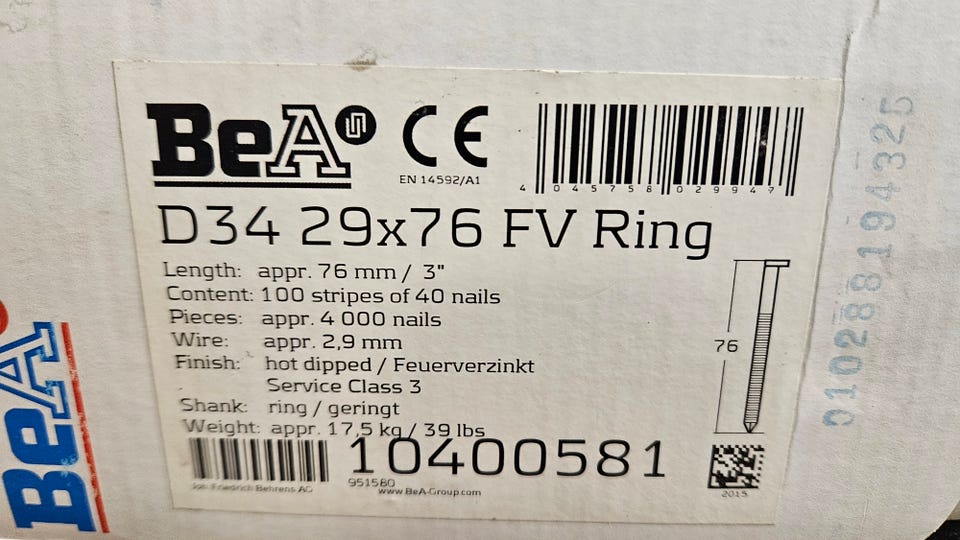 BeA
CE
EN 14592/A1
4 045758 029947
D34 29x76 FV Ring
Length: appr. 76 mm / 3"
Content: 100 stripes of 40 nails
Pieces: appr. 4 000 nails
Wire: appr. 2,9 mm
Finish: hot dipped / Feuerverzinkt
Service Class 3
Shank: ring / geringt
Weight: appr. 17,5 kg / 39 lbs
76
10400581
951580
Joh. Friedrich Behrens AG
www.BeA-Group.com
2015
0102881194325
BeA